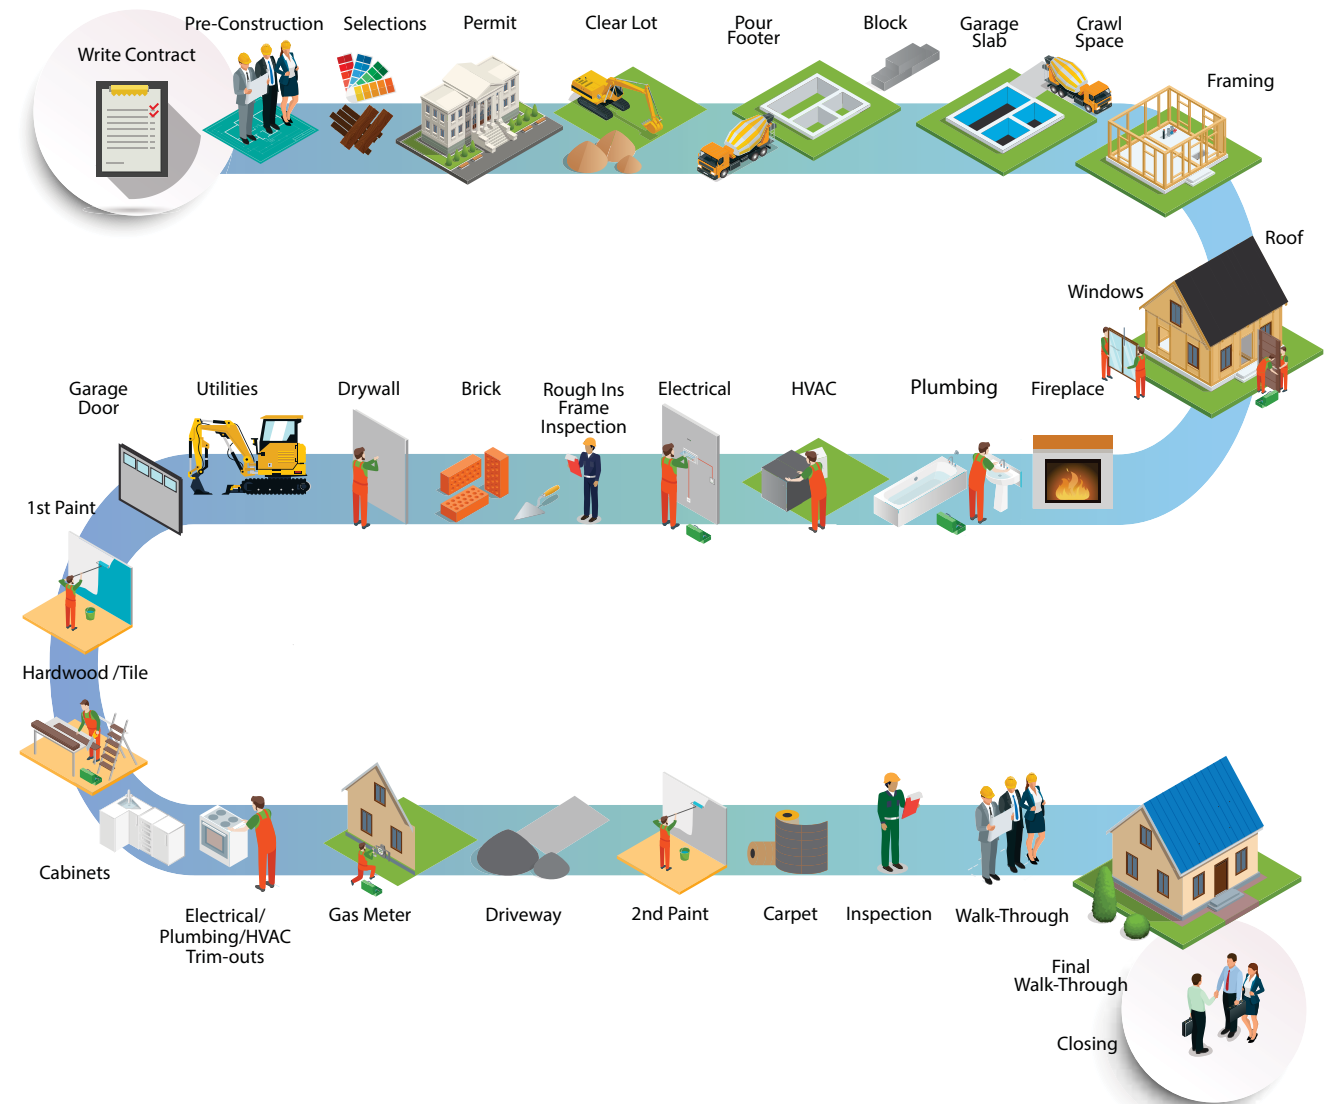 Write Contract
Pre-Construction
Selections
Permit
Clear Lot
Pour
Footer
Block
Garage
Slab
Crawl
Space
Framing
Roof
Windows
Fireplace
Plumbing
HVAC
Electrical
Rough Ins
Frame
Inspection
Brick
Drywall
Utilities
Garage
Door
1st Paint
Hardwood /Tile
Cabinets
Electrical/
Plumbing/HVAC
Trim-outs
Gas Meter
Driveway
2nd Paint
Carpet
Inspection
Walk-Through
Final
Walk-Through
Closing